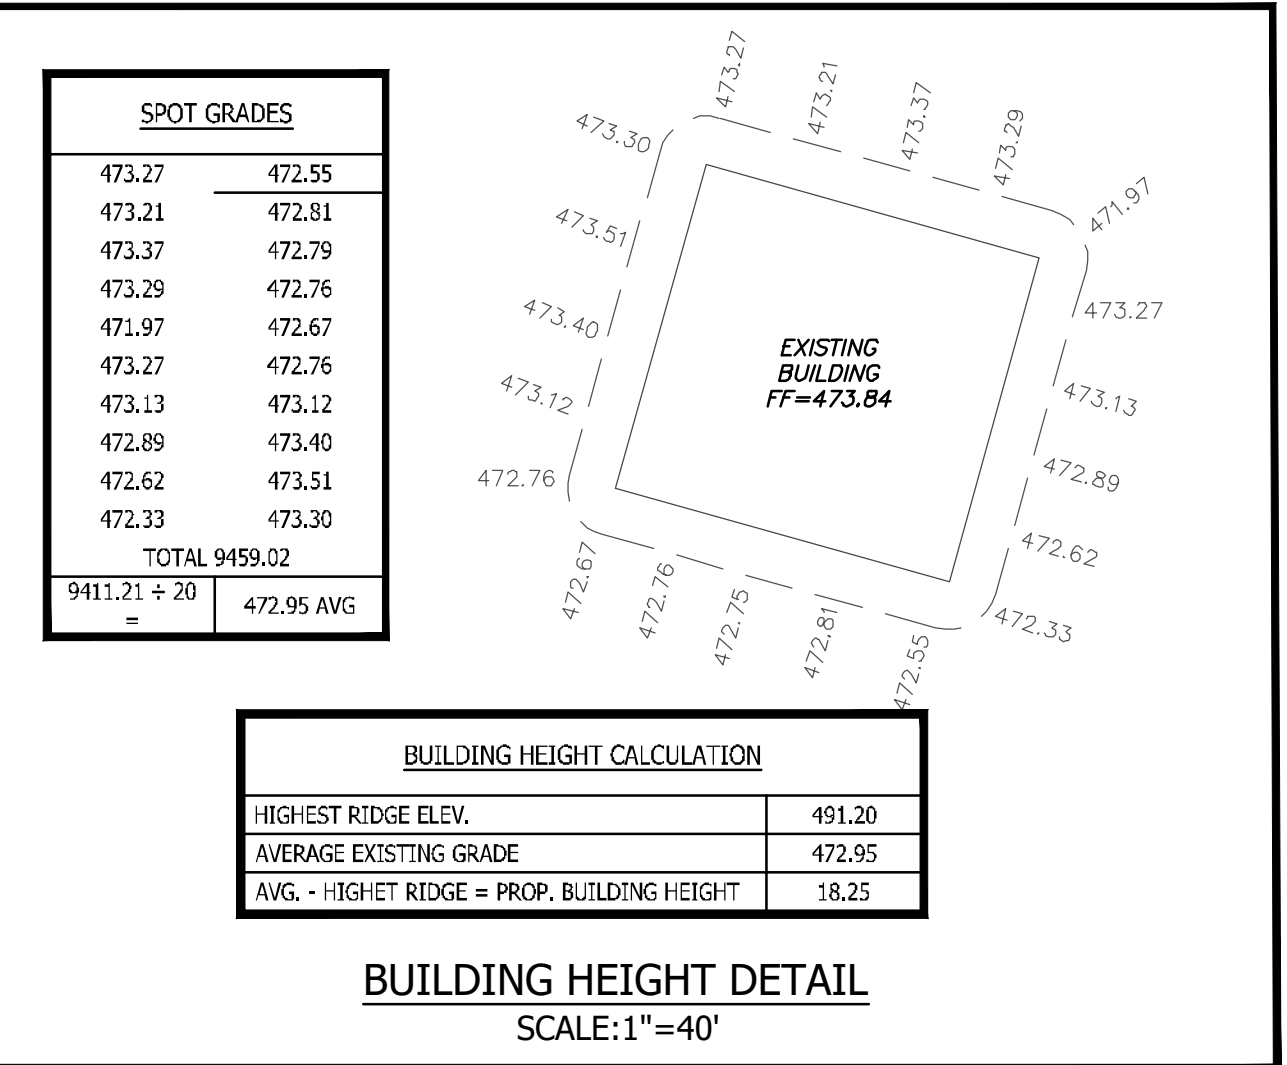 SPOT GRADES
473.27 472.55
473.21 472.81
473.37 472.79
473.29 472.76
471.97 472.67
473.27 472.76
473.13 473.12
472.89 473.40
472.62 473.51
472.33 473.30
TOTAL 9459.02
9411.21 ÷ 20
=
472.95 AVG
473.27
473.21
473.37
473.29
471.97
473.27
473.13
472.89
472.62
472.33
472.55
472.81
472.75
472.76
472.67
472.76
473.12
473.40
473.51
473.30
EXISTING
BUILDING
FF=473.84
BUILDING HEIGHT CALCULATION
HIGHEST RIDGE ELEV. 491.20
AVERAGE EXISTING GRADE 472.95
AVG. - HIGHET RIDGE = PROP. BUILDING HEIGHT 18.25
BUILDING HEIGHT DETAIL
SCALE:1"=40'